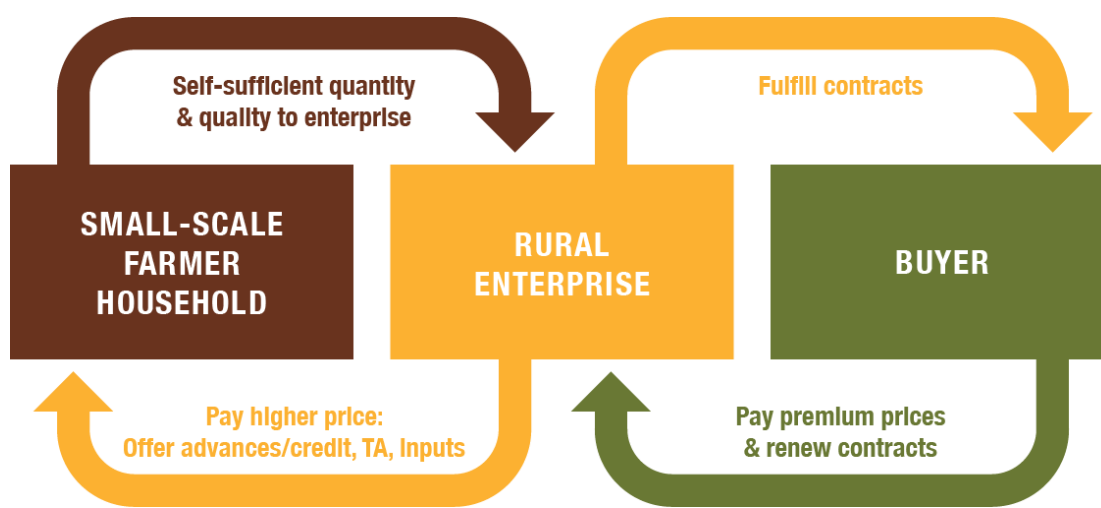 Self-sufficient quantity
& quality to enterprise
Fulfill contracts
SMALL-SCALE
FARMER
HOUSEHOLD
RURAL
ENTERPRISE
BUYER
Pay higher price:
Offer advances/credit, TA, Inputs
Pay premium prices
& renew contracts